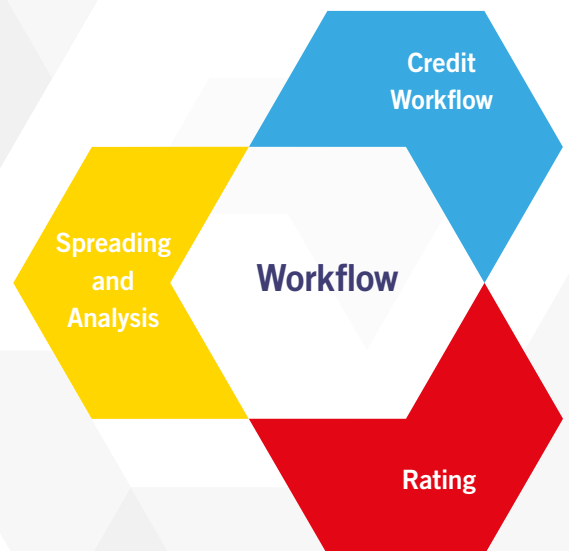 Credit
Workflow
Spreading
and
Analysis
Workflow
Rating